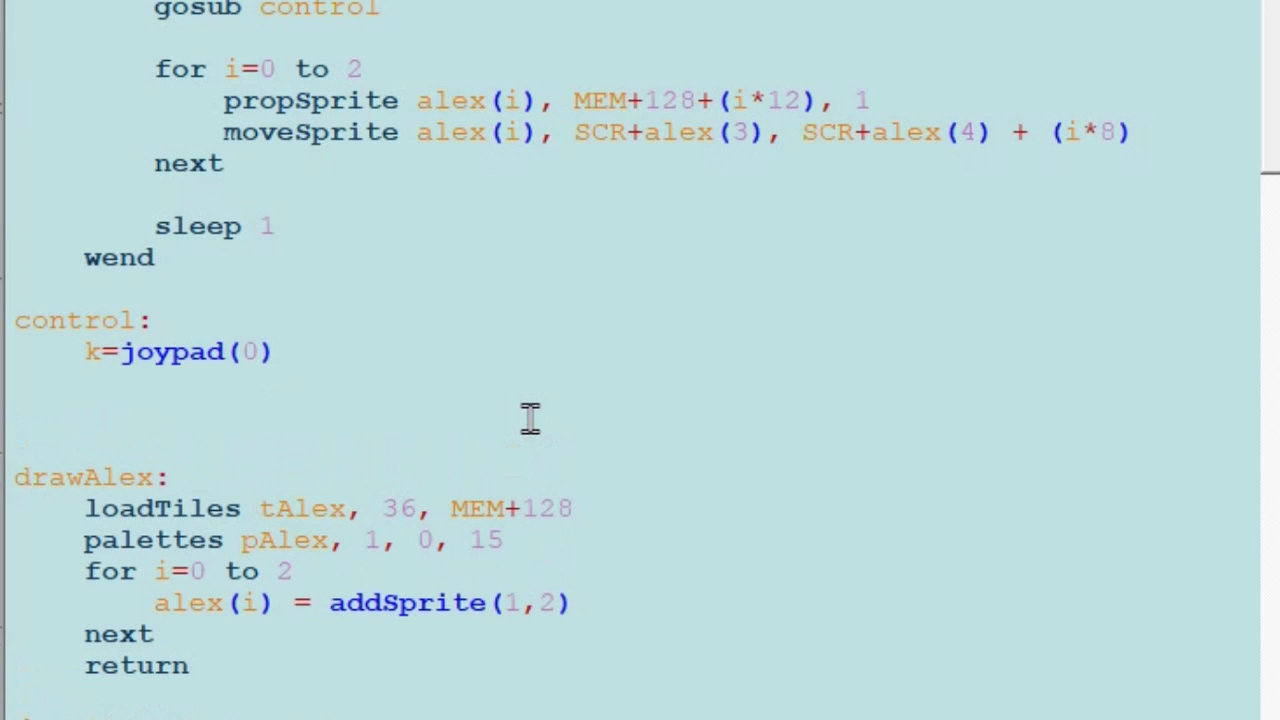 gosub control
for i=0 to 2
propSprite alex(i), MEM+128+(i*12), 1
moveSprite alex(i), SCR+alex(3), SCR+alex(4) + (i*8)
next
sleep 1
wend
control:
k=joypad(0)
drawAlex:
loadTiles tAlex, 36, MEM+128
palettes pAlex, 1, 0, 15
for i=0 to 2
alex(i) = addSprite(1,2)
next
return